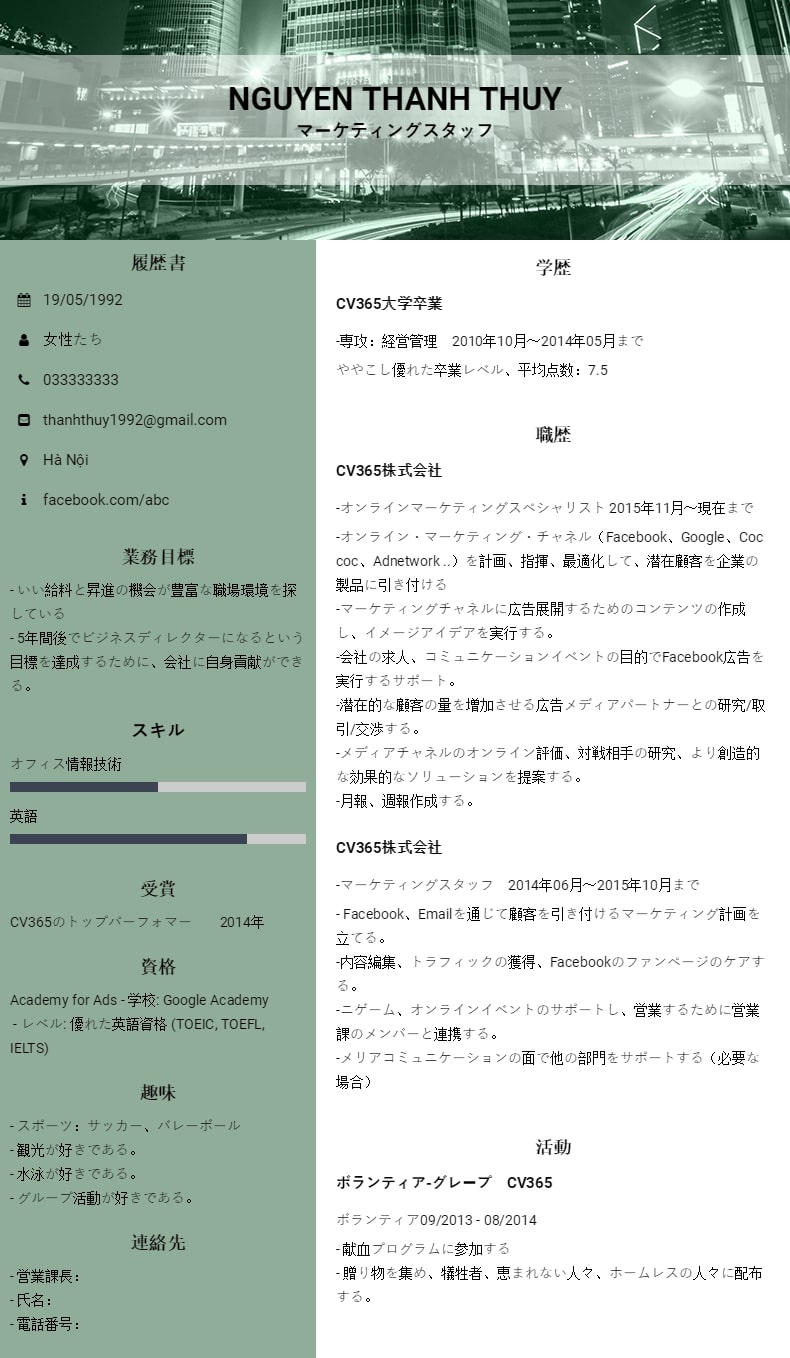 NGUYEN THANH THUY
マーケティングスタッフ
履歴書
19/05/1992
女性たち
033333333
thanhthuy1992@gmail.com
Hà Nội
facebook.com/abc
業務目標
- いい給料と昇進の機会が豊富な職場環境を探
している
- 5年間後でビジネスディレクターになるという
目標を達成するために、会社に自身貢献ができ
る。
スキル
オフィス情報技術
英語
受賞
CV365のトップバーフォマー 2014年
資格
Academy for Ads - 学校: Google Academy
- レベル: 優れた英語資格 (TOEIC, TOEFL,
IELTS)
趣味
- スポーツ：サッカー、バレーボール
- 観光が好きである。
- 水泳が好きである。
- グループ活動が好きである。
連絡先
- 営業課長：
- 氏名：
- 電話番号：
学歴
CV365大学卒業
-専攻：経営管理 2010年10月～2014年05月まで
ややこし優れた卒業レベル、平均点数：7.5
職歴
CV365株式会社
-オンラインマーケティングスペシャリスト 2015年11月～現在まで
-オンライン・マーケティング・チャネル（Facebook、Google、Coc
coc、Adnetwork ..）を計画、指揮、最適化して、潜在顧客を企業の
製品に引き付ける
-マーケティングチャネルに広告展開するためのコンテンツの作成
し、イメージアイデアを実行する。
-会社の求人、コミュニケーションイベントの目的でFacebook広告を
実行するサポート。
-潜在的な顧客の量を増加させる広告メディアパートナーとの研究/取
引/交渉する。
-メディアチャネルのオンライン評価、対戦相手の研究、より創造的
な効果的なソリューションを提案する。
-月報、週報作成する。
CV365株式会社
-マーケティングスタッフ 2014年06月～2015年10月まで
- Facebook、Emailを通じて顧客を引き付けるマーケティング計画を
立てる。
-内容編集、トラフィックの獲得、Facebookのファンページのケアす
る。
-ニゲーム、オンラインイベントのサポートし、営業するために営業
課のメンバーと連携する。
-メリアコミュニケーションの面で他の部門をサポートする（必要な
場合）
活動
ボランティア-グレープ CV365
ボランティア09/2013 - 08/2014
- 献血プログラムに参加する
- 贈り物を集め、犠牲者、恵まれない人々、ホームレスの人々に配布
する。